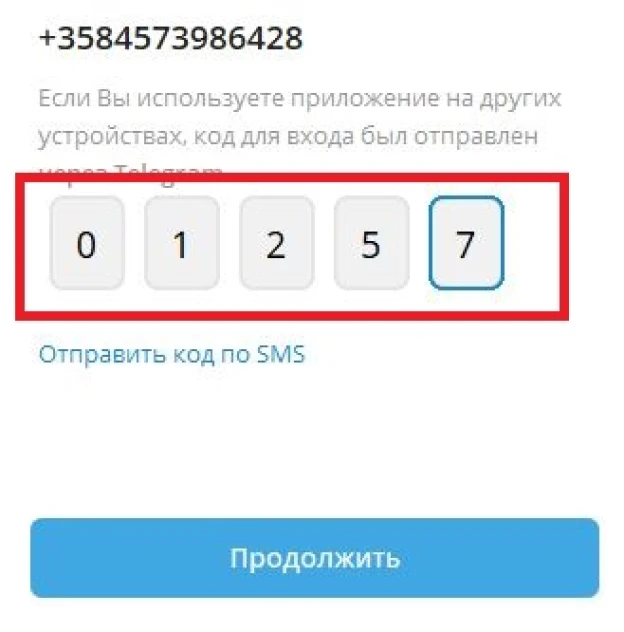 +3584573986428
Если Вы используете приложение на других
устройствах, код для входа был отправлен
через Telegram
0 1 2 5 7
Отправить код по SMS
Продолжить